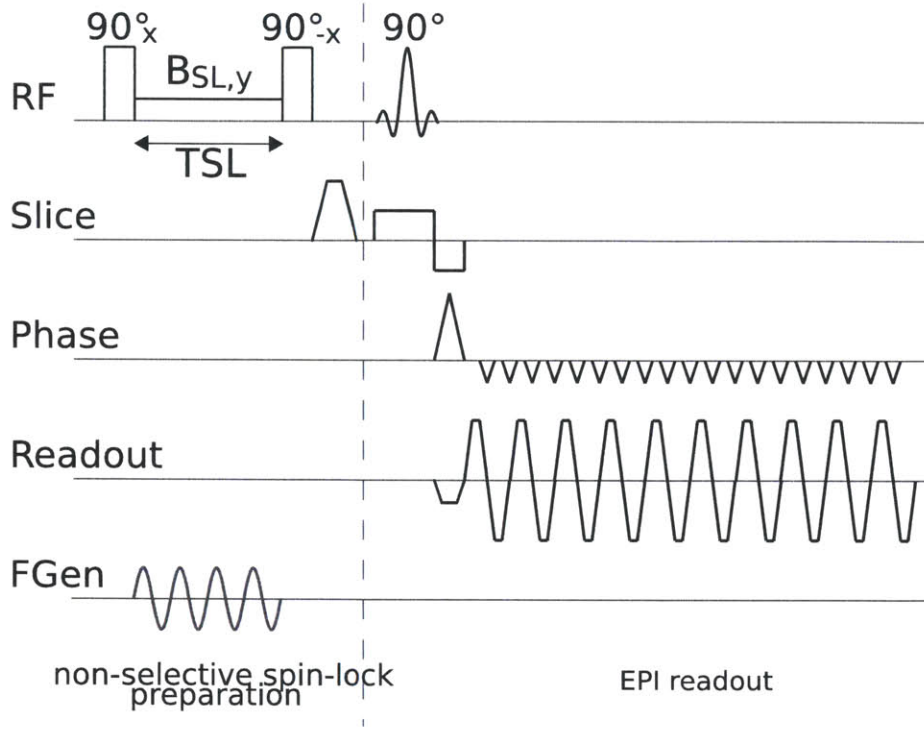 90°x 90°-x 90°
RF BSL,y
TSL
Slice
Phase
Readout
FGen
non-selective spin-lock
preparation
EPI readout